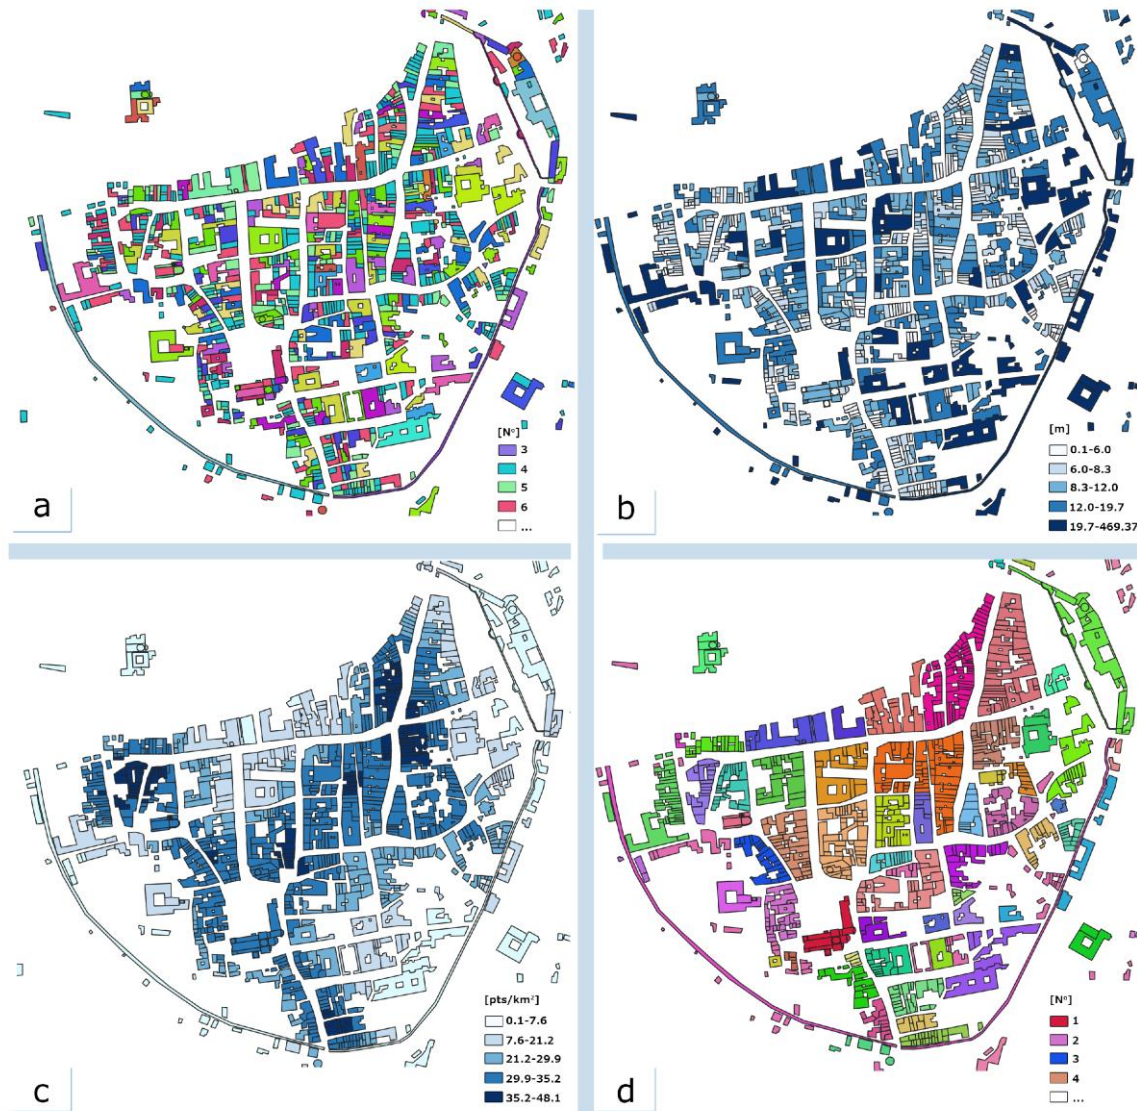 [Nº]
3
4
5
6
...
a
[m]
0.1-6.0
6.0-8.3
8.3-12.0
12.0-19.7
19.7-469.37
b
[pts/km²]
0.1-7.6
7.6-21.2
21.2-29.9
29.9-35.2
35.2-48.1
c
[Nº]
1
2
3
4
...
d